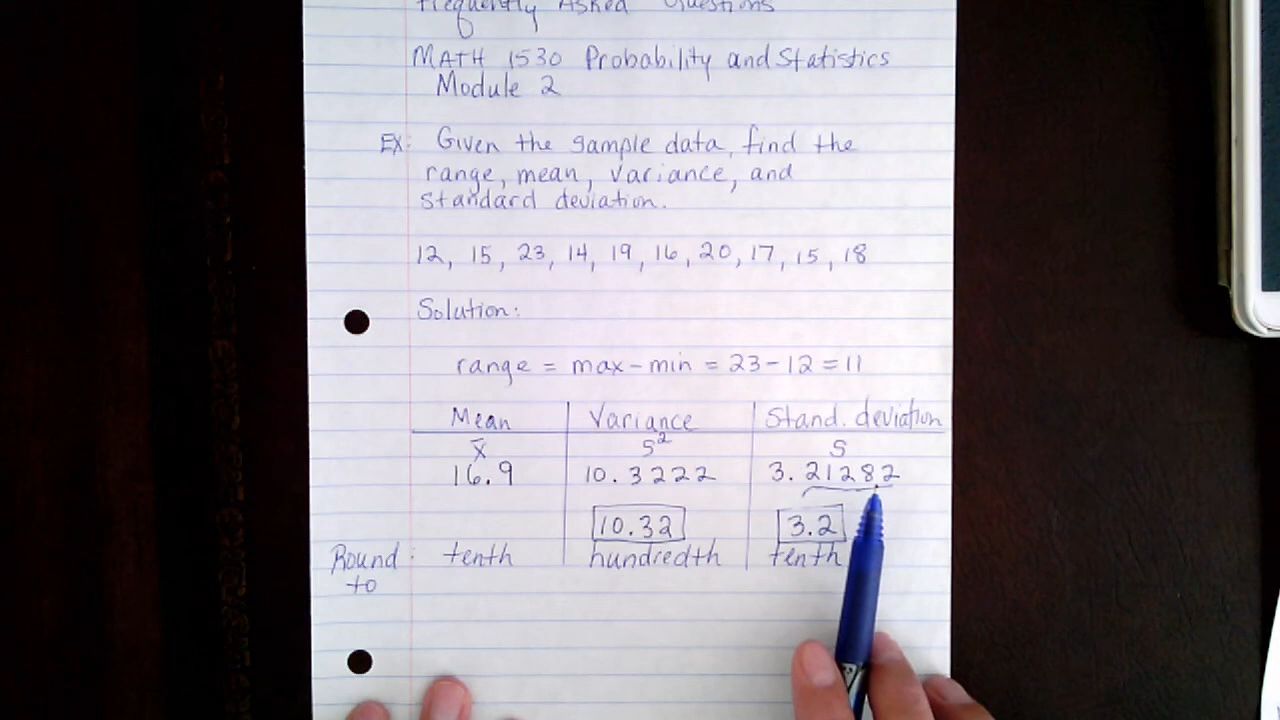 Frequently Asked Questions
MATH 1530 Probability and Statistics
Module 2
EX: Given the sample data, find the
range, mean, variance, and
standard deviation.
12, 15, 23, 14, 19, 16, 20, 17, 15, 18
Solution:
range = max - min = 23 - 12 = 11
Mean Variance Stand. deviation
x̄ s² s
16.9 10.3222 3.21282
10.32 3.2
Round to: tenth hundredth tenth